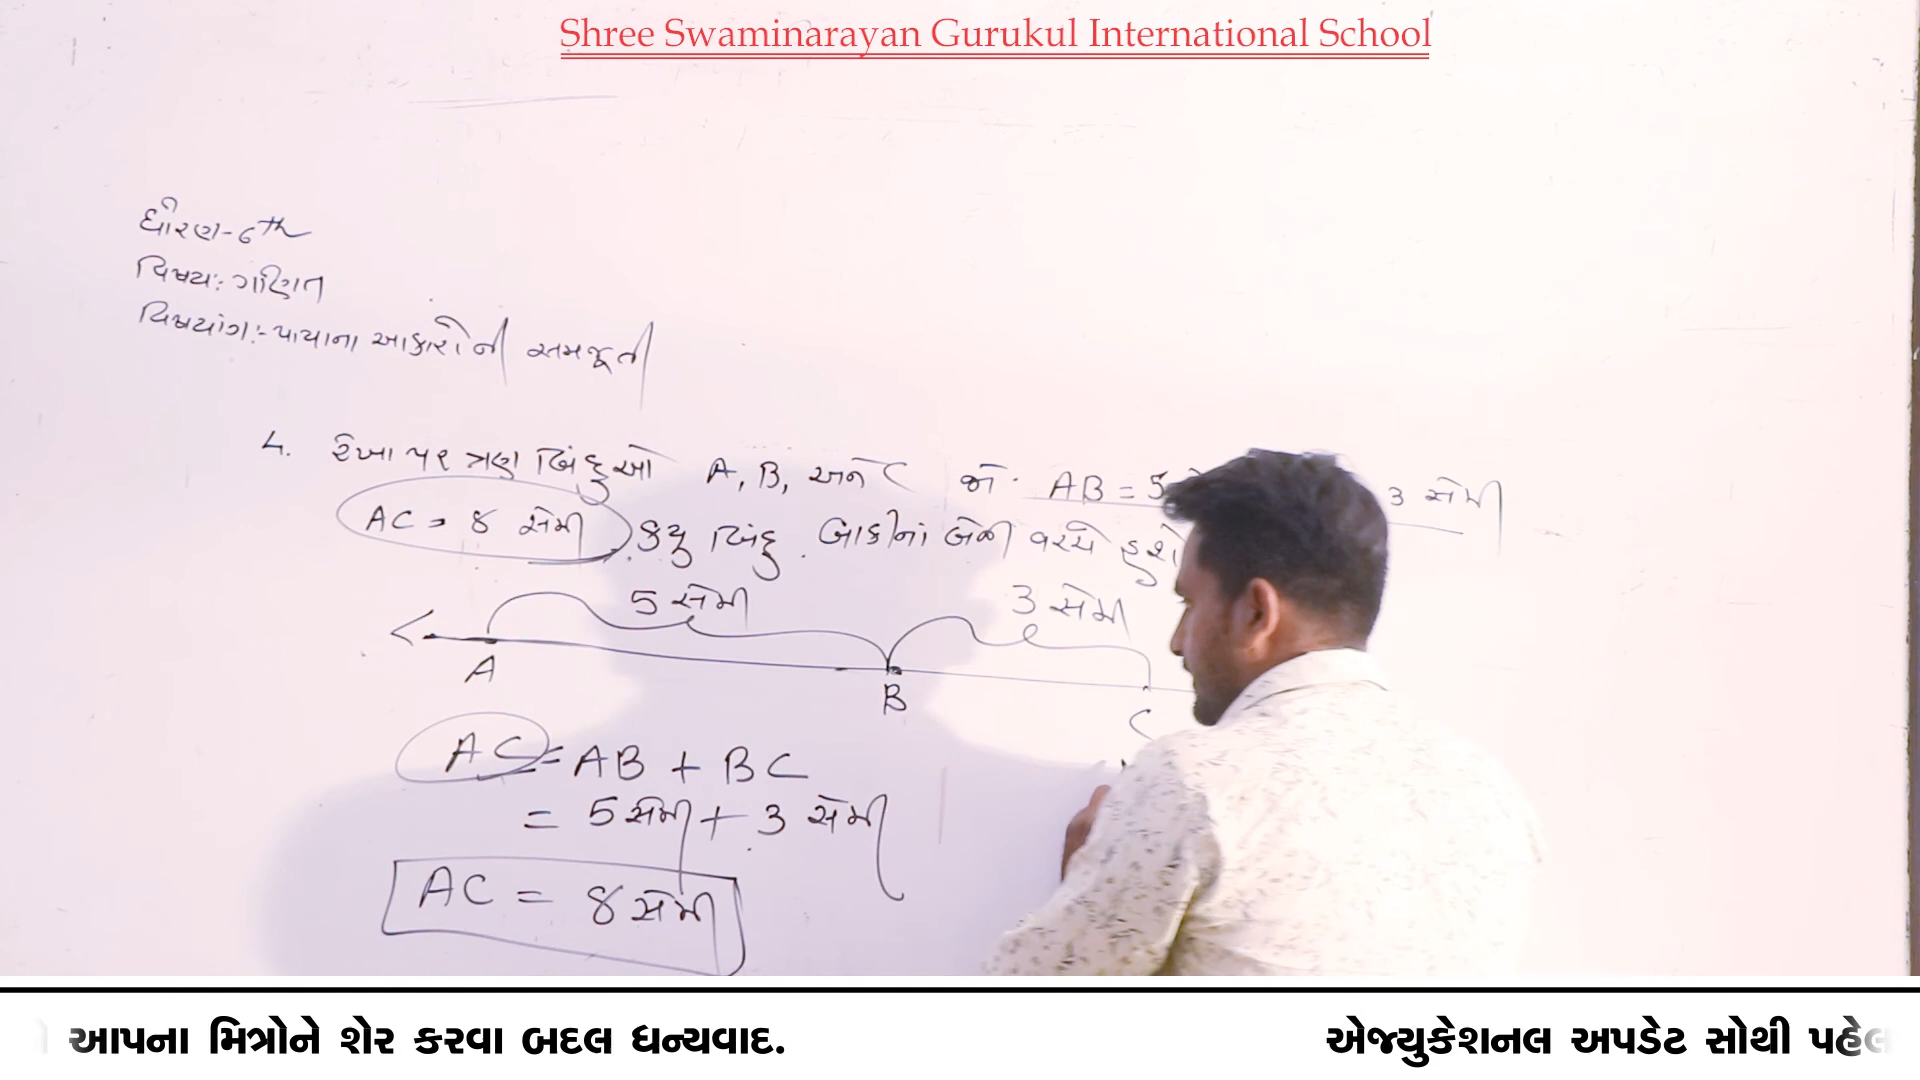 Shree Swaminarayan Gurukul International School
ધોરણ-6th
વિષય: ગણિત
વિષયાંગ:- પાયાના આકારોની સમજૂતી
4. રેખા પર ત્રણ બિંદુઓ A, B, અને C જો AB = 5 3 સેમી
AC = 8 સેમી કયુ બિંદુ બાકીનાં બેની વચ્ચે હશે
5 સેમી 3 સેમી
A B C
AC = AB + BC
= 5 સેમી + 3 સેમી
AC = 8 સેમી
આપના મિત્રોને શેર કરવા બદલ ધન્યવાદ. એજ્યુકેશનલ અપડેટ સોથી પહેલ